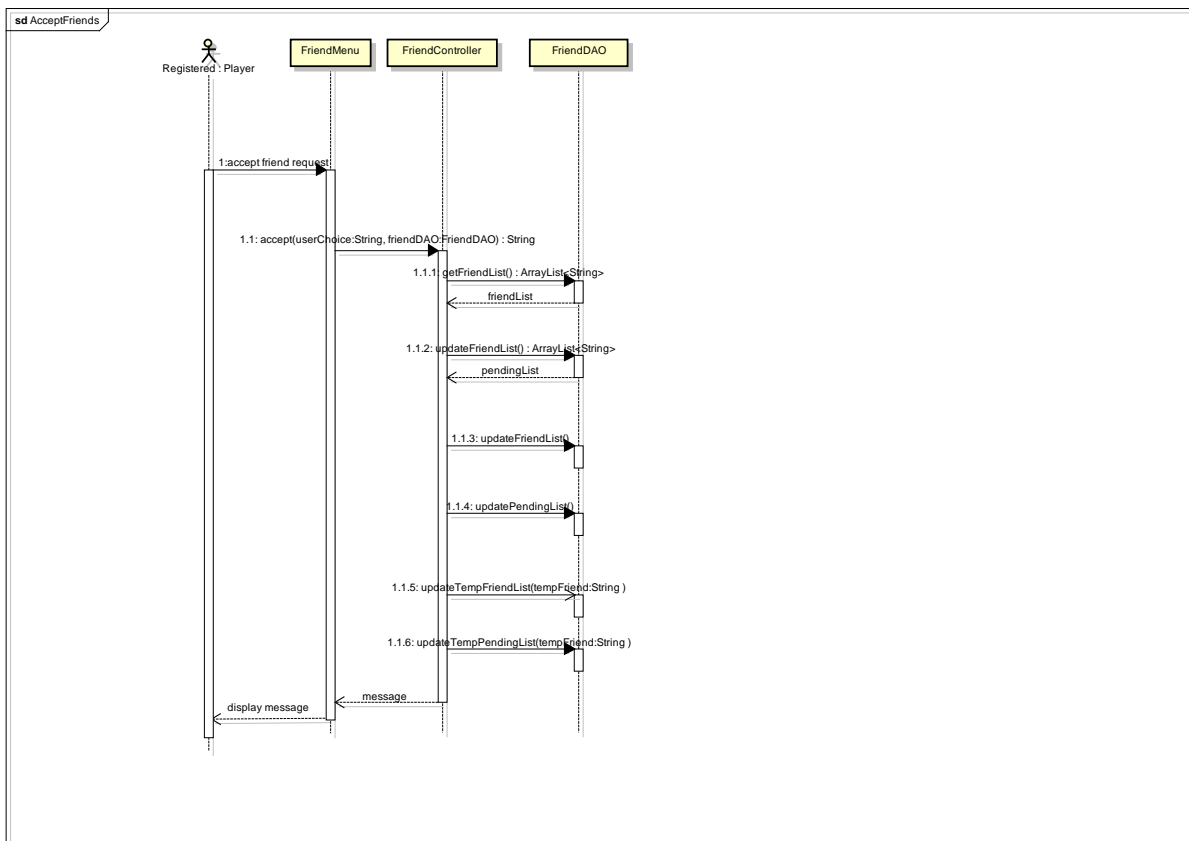 sd AcceptFriends
Registered : Player
FriendMenu
FriendController
FriendDAO
1:accept friend request
1.1: accept(userChoice:String, friendDAO:FriendDAO) : String
1.1.1: getFriendList() : ArrayList<String>
friendList
1.1.2: updateFriendList() : ArrayList<String>
pendingList
1.1.3: updateFriendList()
1.1.4: updatePendingList()
1.1.5: updateTempFriendList(tempFriend:String )
1.1.6: updateTempPendingList(tempFriend:String )
message
display message